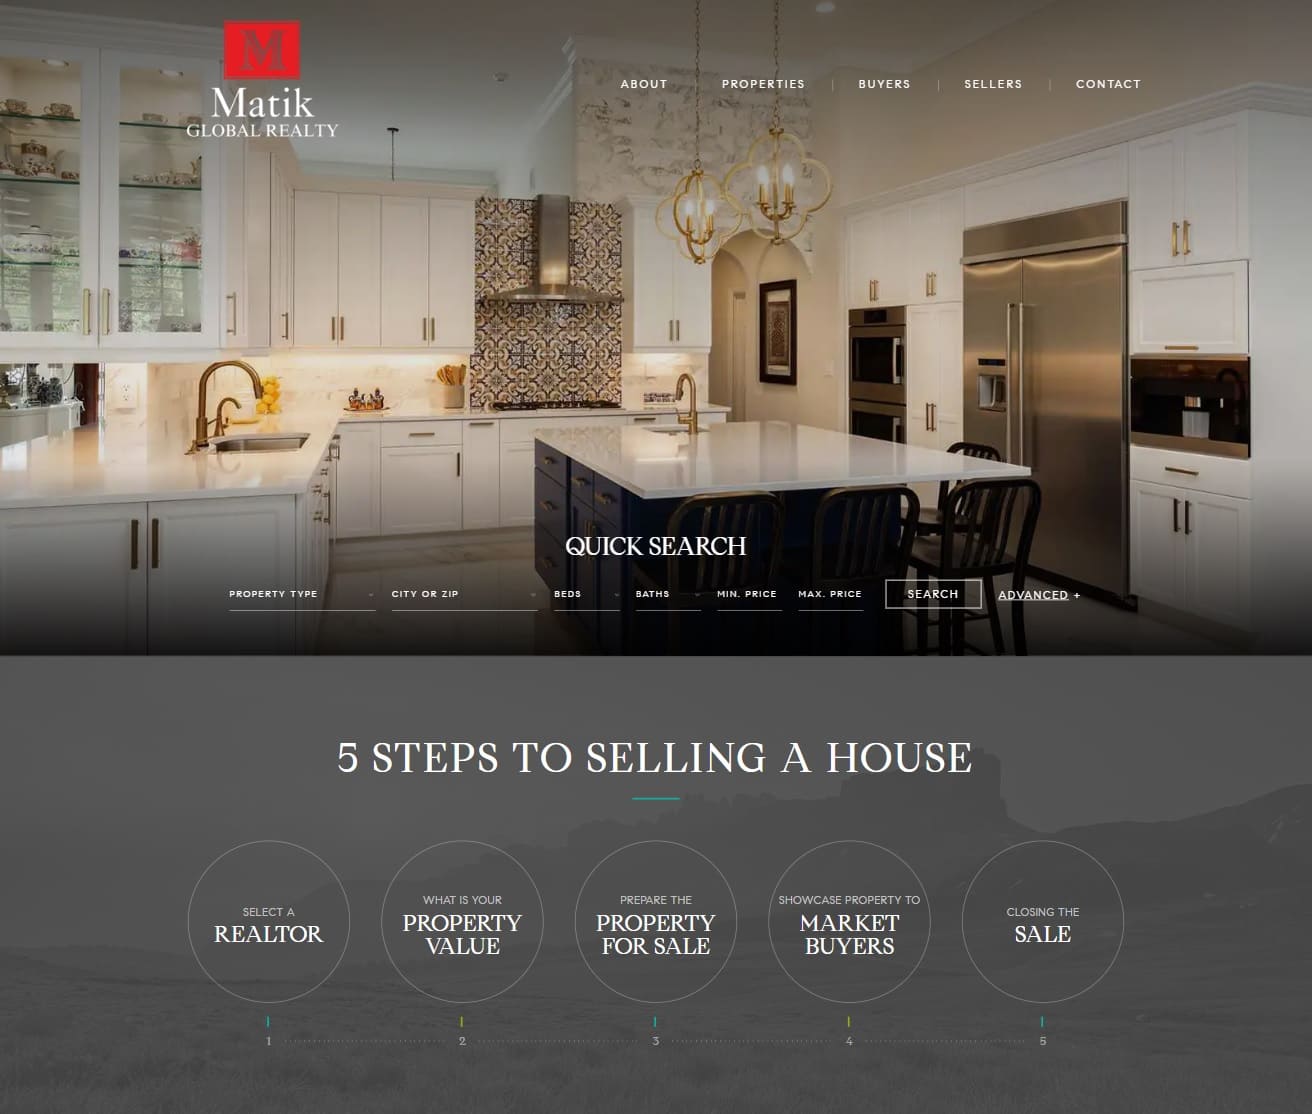 M
Matik
GLOBAL REALTY
ABOUT
PROPERTIES
BUYERS
SELLERS
CONTACT
QUICK SEARCH
PROPERTY TYPE
CITY OR ZIP
BEDS
BATHS
MIN. PRICE
MAX. PRICE
SEARCH
ADVANCED +
5 STEPS TO SELLING A HOUSE
SELECT A
REALTOR
WHAT IS YOUR
PROPERTY
VALUE
PREPARE THE
PROPERTY
FOR SALE
SHOWCASE PROPERTY TO
MARKET
BUYERS
CLOSING THE
SALE
1
2
3
4
5